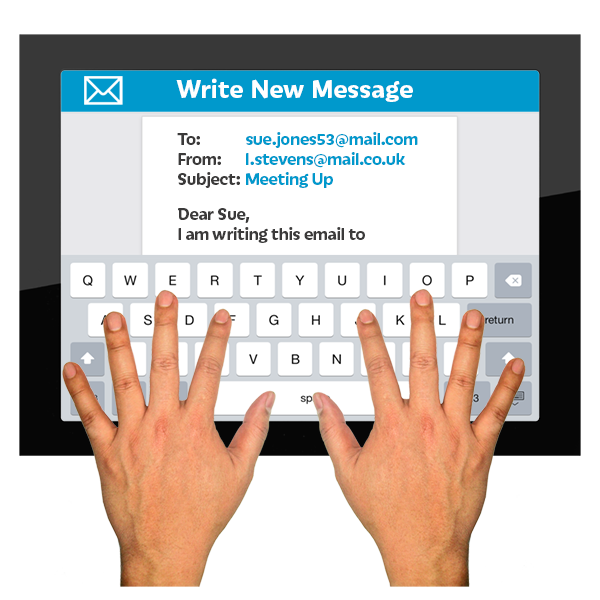 Write New Message
To: sue.jones53@mail.com
From: l.stevens@mail.co.uk
Subject: Meeting Up
Dear Sue,
I am writing this email to
Q W E R T Y U I O P
A S D F G H J K L return
V B N